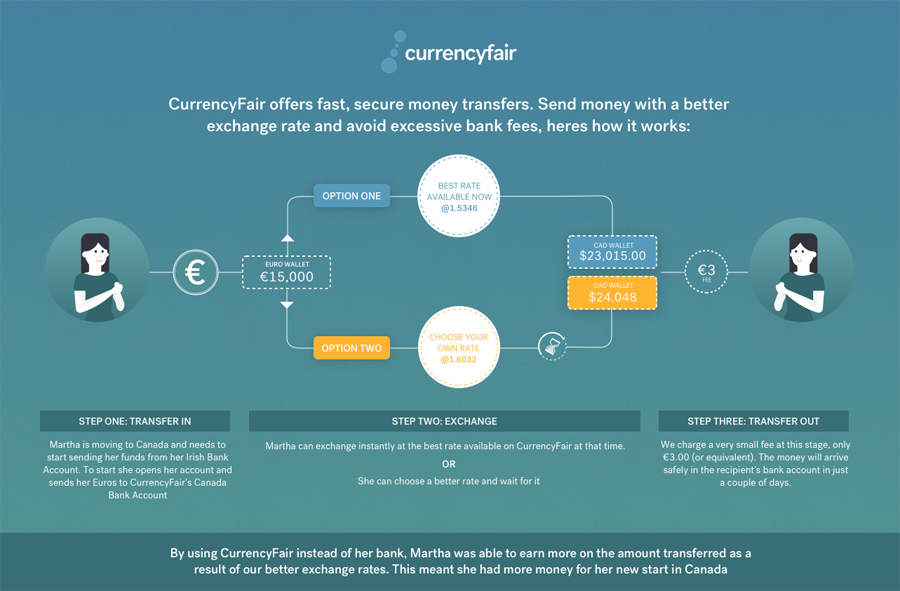 currencyfair
CurrencyFair offers fast, secure money transfers. Send money with a better
exchange rate and avoid excessive bank fees, heres how it works:
OPTION ONE
BEST RATE
AVAILABLE NOW
@1.5346
€
EURO WALLET
€15,000
CAD WALLET
$23,015.00
CAD WALLET
$24,048
€3
FEE
OPTION TWO
CHOOSE YOUR
OWN RATE
@1.6032
STEP ONE: TRANSFER IN
Martha is moving to Canada and needs to
start sending her funds from her Irish Bank
Account. To start she opens her account and
sends her Euros to CurrencyFair's Canada
Bank Account
STEP TWO: EXCHANGE
Martha can exchange instantly at the best rate available on CurrencyFair at that time.
OR
She can choose a better rate and wait for it
STEP THREE: TRANSFER OUT
We charge a very small fee at this stage, only
€3.00 (or equivalent). The money will arrive
safely in the recipient's bank account in just
a couple of days.
By using CurrencyFair instead of her bank, Martha was able to earn more on the amount transferred as a
result of our better exchange rates. This meant she had more money for her new start in Canada